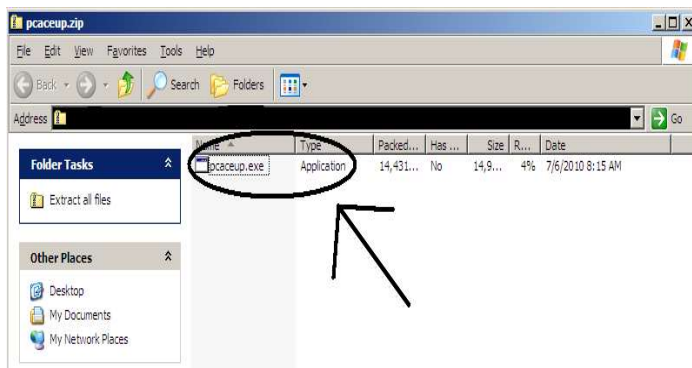 pcaceup.zip
File Edit View Favorites Tools Help
Back Search Folders
Address Go
Folder Tasks
Extract all files
Other Places
Desktop
My Documents
My Network Places
Name Type Packed... Has ... Size R... Date
pcaceup.exe Application 14,431... No 14,9... 4% 7/6/2010 8:15 AM